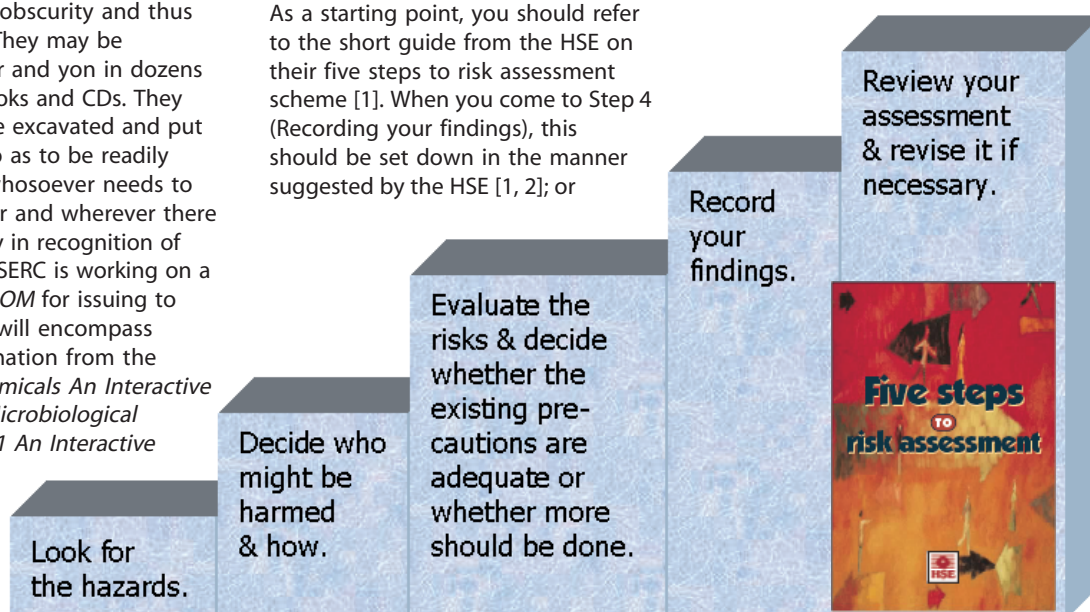 obscurity and thus
They may be
r and yon in dozens
oks and CDs. They
e excavated and put
o as to be readily
whosoever needs to
r and wherever there
y in recognition of
SERC is working on a
OM for issuing to
will encompass
mation from the
micals An Interactive
Microbiological
1 An Interactive
As a starting point, you should refer
to the short guide from the HSE on
their five steps to risk assessment
scheme [1]. When you come to Step 4
(Recording your findings), this
should be set down in the manner
suggested by the HSE [1, 2]; or
Look for
the hazards.
Decide who
might be
harmed
& how.
Evaluate the
risks & decide
whether the
existing pre-
cautions are
adequate or
whether more
should be done.
Record
your
findings.
Review your
assessment
& revise it if
necessary.
Five steps
TO
risk assessment
HSE